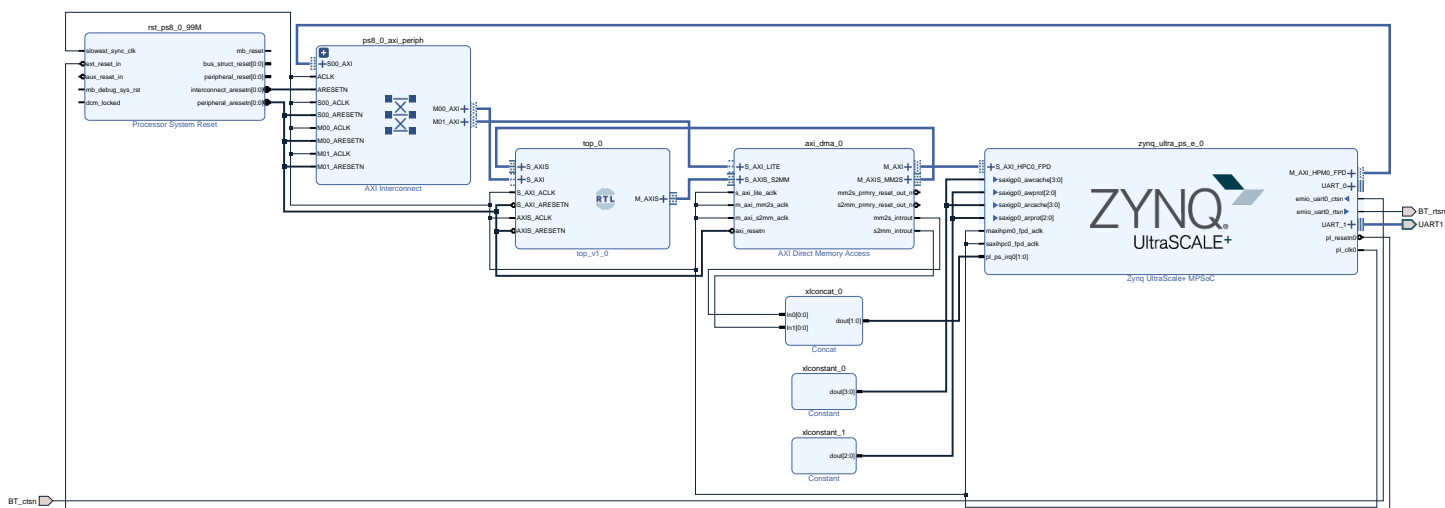 rst_ps8_0_99M
slowest_sync_clk
ext_reset_in
aux_reset_in
mb_debug_sys_rst
dcm_locked
mb_reset
bus_struct_reset[0:0]
peripheral_reset[0:0]
interconnect_aresetn[0:0]
peripheral_aresetn[0:0]
Processor System Reset
ps8_0_axi_periph
S00_AXI
ACLK
ARESETN
S00_ACLK
S00_ARESETN
M00_ACLK
M00_ARESETN
M01_ACLK
M01_ARESETN
M00_AXI
M01_AXI
AXI Interconnect
top_0
S_AXIS
S_AXI
S_AXI_ACLK
S_AXI_ARESETN
AXIS_ACLK
AXIS_ARESETN
RTL
M_AXIS
top_v1_0
axi_dma_0
S_AXI_LITE
S_AXIS_S2MM
s_axi_lite_aclk
m_axi_mm2s_aclk
m_axi_s2mm_aclk
axi_resetn
M_AXI
M_AXIS_MM2S
mm2s_prmry_reset_out_n
s2mm_prmry_reset_out_n
mm2s_introut
s2mm_introut
AXI Direct Memory Access
zynq_ultra_ps_e_0
S_AXI_HPC0_FPD
saxigp0_awcache[3:0]
saxigp0_awprot[2:0]
saxigp0_arcache[3:0]
saxigp0_arprot[2:0]
maxihpm0_fpd_aclk
saxihpc0_fpd_aclk
pl_ps_irq0[1:0]
ZYNQ.
UltraSCALE+
M_AXI_HPM0_FPD
UART_0
emio_uart0_ctsn
emio_uart0_rtsn
UART_1
pl_resetn0
pl_clk0
Zynq UltraScale+ MPSoC
BT_rtsn
UART1
xlconcat_0
In0[0:0]
In1[0:0]
dout[1:0]
Concat
xlconstant_0
dout[3:0]
Constant
xlconstant_1
dout[2:0]
Constant
BT_ctsn